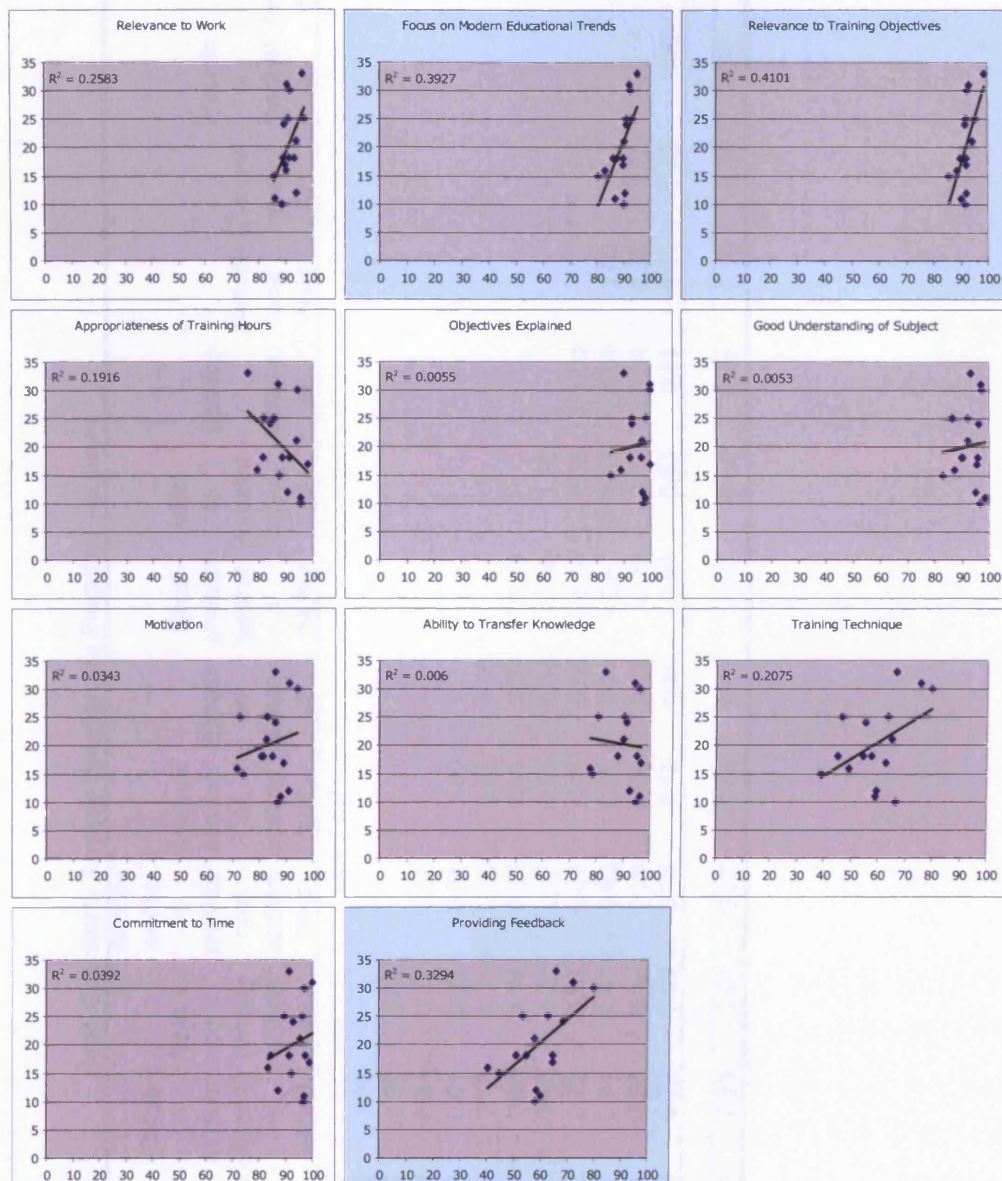 Relevance to Work
R² = 0.2583
35
30
25
20
15
10
5
0
0 10 20 30 40 50 60 70 80 90 100
Focus on Modern Educational Trends
R² = 0.3927
35
30
25
20
15
10
5
0
0 10 20 30 40 50 60 70 80 90 100
Relevance to Training Objectives
R² = 0.4101
35
30
25
20
15
10
5
0
0 10 20 30 40 50 60 70 80 90 100
Appropriateness of Training Hours
R² = 0.1916
35
30
25
20
15
10
5
0
0 10 20 30 40 50 60 70 80 90 100
Objectives Explained
R² = 0.0055
35
30
25
20
15
10
5
0
0 10 20 30 40 50 60 70 80 90 100
Good Understanding of Subject
R² = 0.0053
35
30
25
20
15
10
5
0
0 10 20 30 40 50 60 70 80 90 100
Motivation
R² = 0.0343
35
30
25
20
15
10
5
0
0 10 20 30 40 50 60 70 80 90 100
Ability to Transfer Knowledge
R² = 0.006
35
30
25
20
15
10
5
0
0 10 20 30 40 50 60 70 80 90 100
Training Technique
R² = 0.2075
35
30
25
20
15
10
5
0
0 10 20 30 40 50 60 70 80 90 100
Commitment to Time
R² = 0.0392
35
30
25
20
15
10
5
0
0 10 20 30 40 50 60 70 80 90 100
Providing Feedback
R² = 0.3294
35
30
25
20
15
10
5
0
0 10 20 30 40 50 60 70 80 90 100